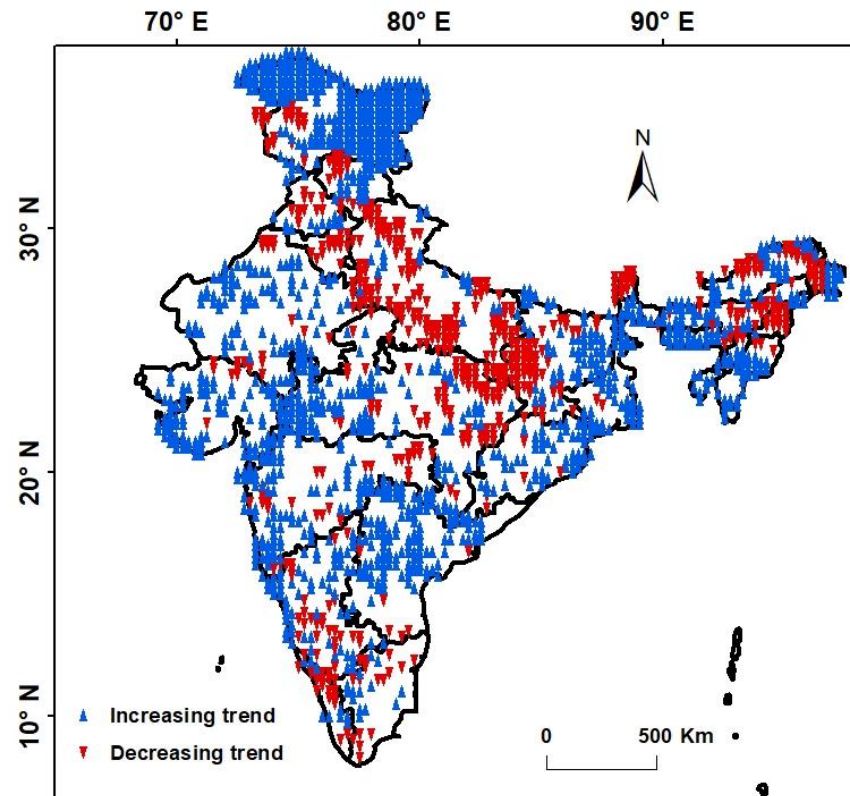 70° E 80° E 90° E
N
30° N
20° N
10° N
Increasing trend
Decreasing trend
0 500 Km